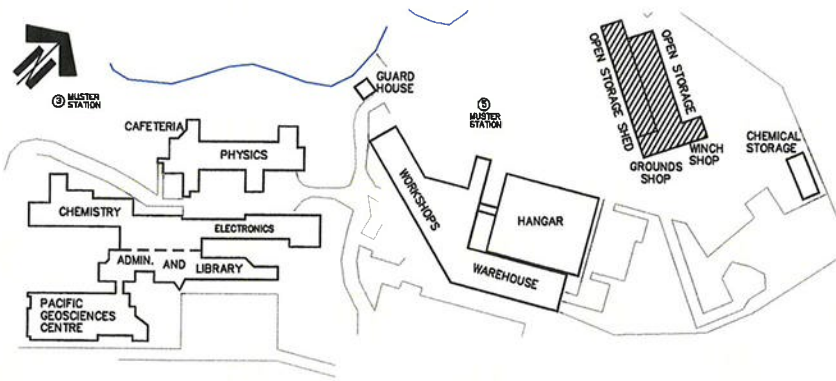 N
3 MUSTER
STATION
CAFETERIA
PHYSICS
CHEMISTRY
ELECTRONICS
ADMIN. AND LIBRARY
PACIFIC
GEOSCIENCES
CENTRE
GUARD
HOUSE
5
MUSTER
STATION
WORKSHOPS
HANGAR
WAREHOUSE
OPEN STORAGE SHED
OPEN STORAGE
WINCH
SHOP
GROUNDS
SHOP
CHEMICAL
STORAGE